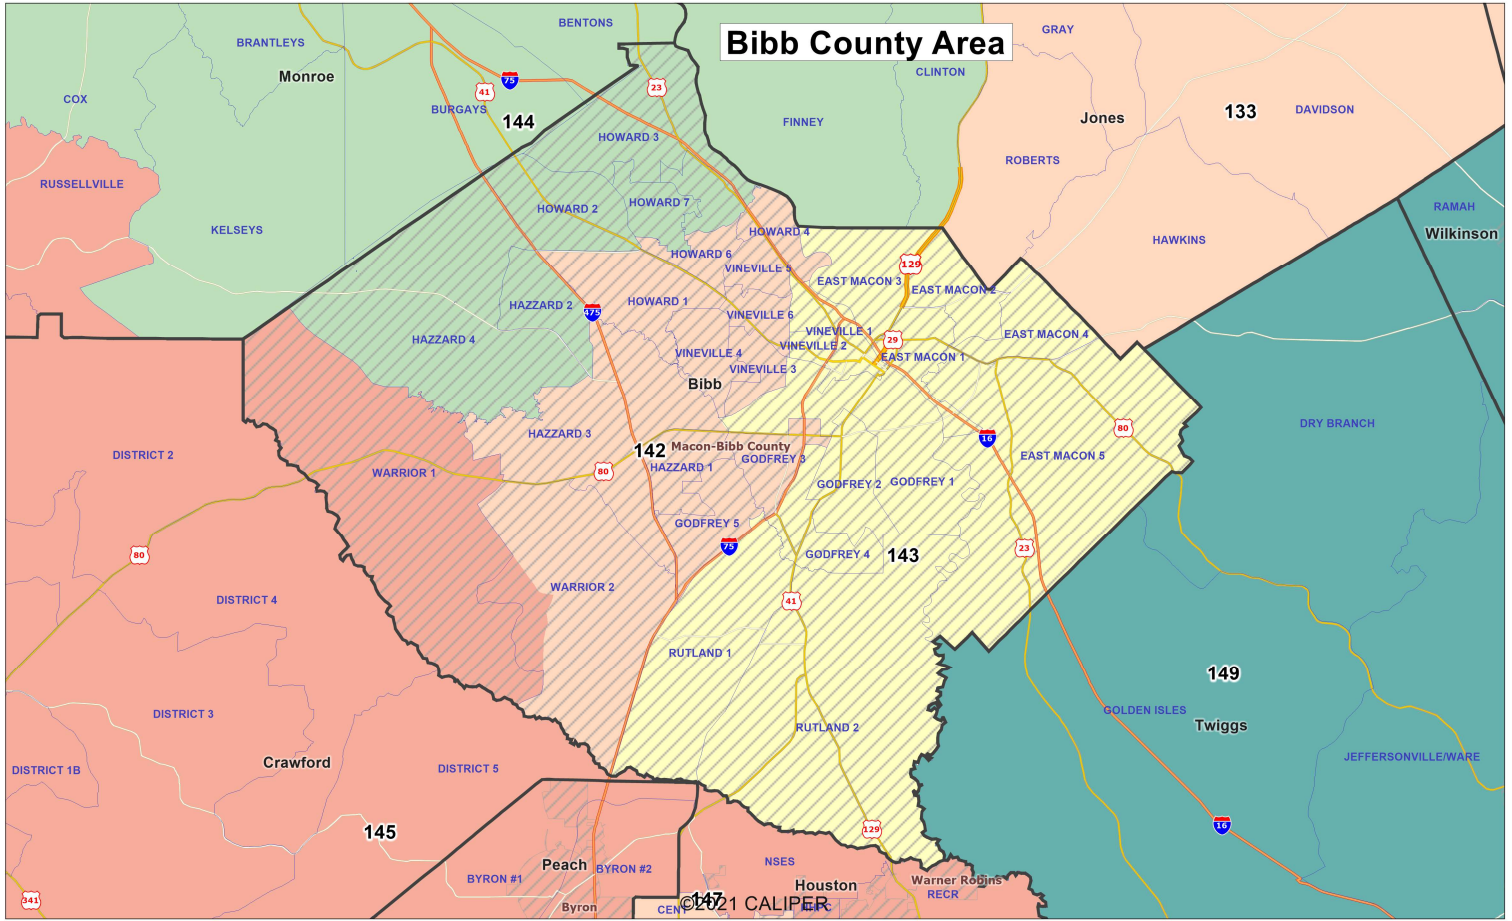 BENTONS
Bibb County Area
GRAY
BRANTLEYS
Monroe
CLINTON
75
41
23
COX
BURGAYS
144
FINNEY
Jones
133
DAVIDSON
HOWARD 3
ROBERTS
RUSSELLVILLE
HOWARD 7
HOWARD 2
RAMAH
KELSEYS
HOWARD 4
Wilkinson
HAWKINS
HOWARD 6
129
VINEVILLE 5
EAST MACON 3
EAST MACON 2
HAZZARD 2
HOWARD 1
475
VINEVILLE 6
VINEVILLE 1
EAST MACON 4
HAZZARD 4
29
VINEVILLE 2
VINEVILLE 4
EAST MACON 1
VINEVILLE 3
Bibb
DRY BRANCH
HAZZARD 3
80
16
142
Macon-Bibb County
DISTRICT 2
GODFREY 3
EAST MACON 5
WARRIOR 1
80
HAZZARD 1
GODFREY 2
GODFREY 1
GODFREY 5
80
75
GODFREY 4
143
23
WARRIOR 2
DISTRICT 4
41
RUTLAND 1
149
DISTRICT 3
GOLDEN ISLES
RUTLAND 2
Twiggs
Crawford
DISTRICT 1B
DISTRICT 5
JEFFERSONVILLE/WARE
16
145
129
Peach
BYRON #2
NSES
BYRON #1
Houston
Warner Robins
RECR
341
Byron
CENT
147
HHPC
©2021 CALIPER